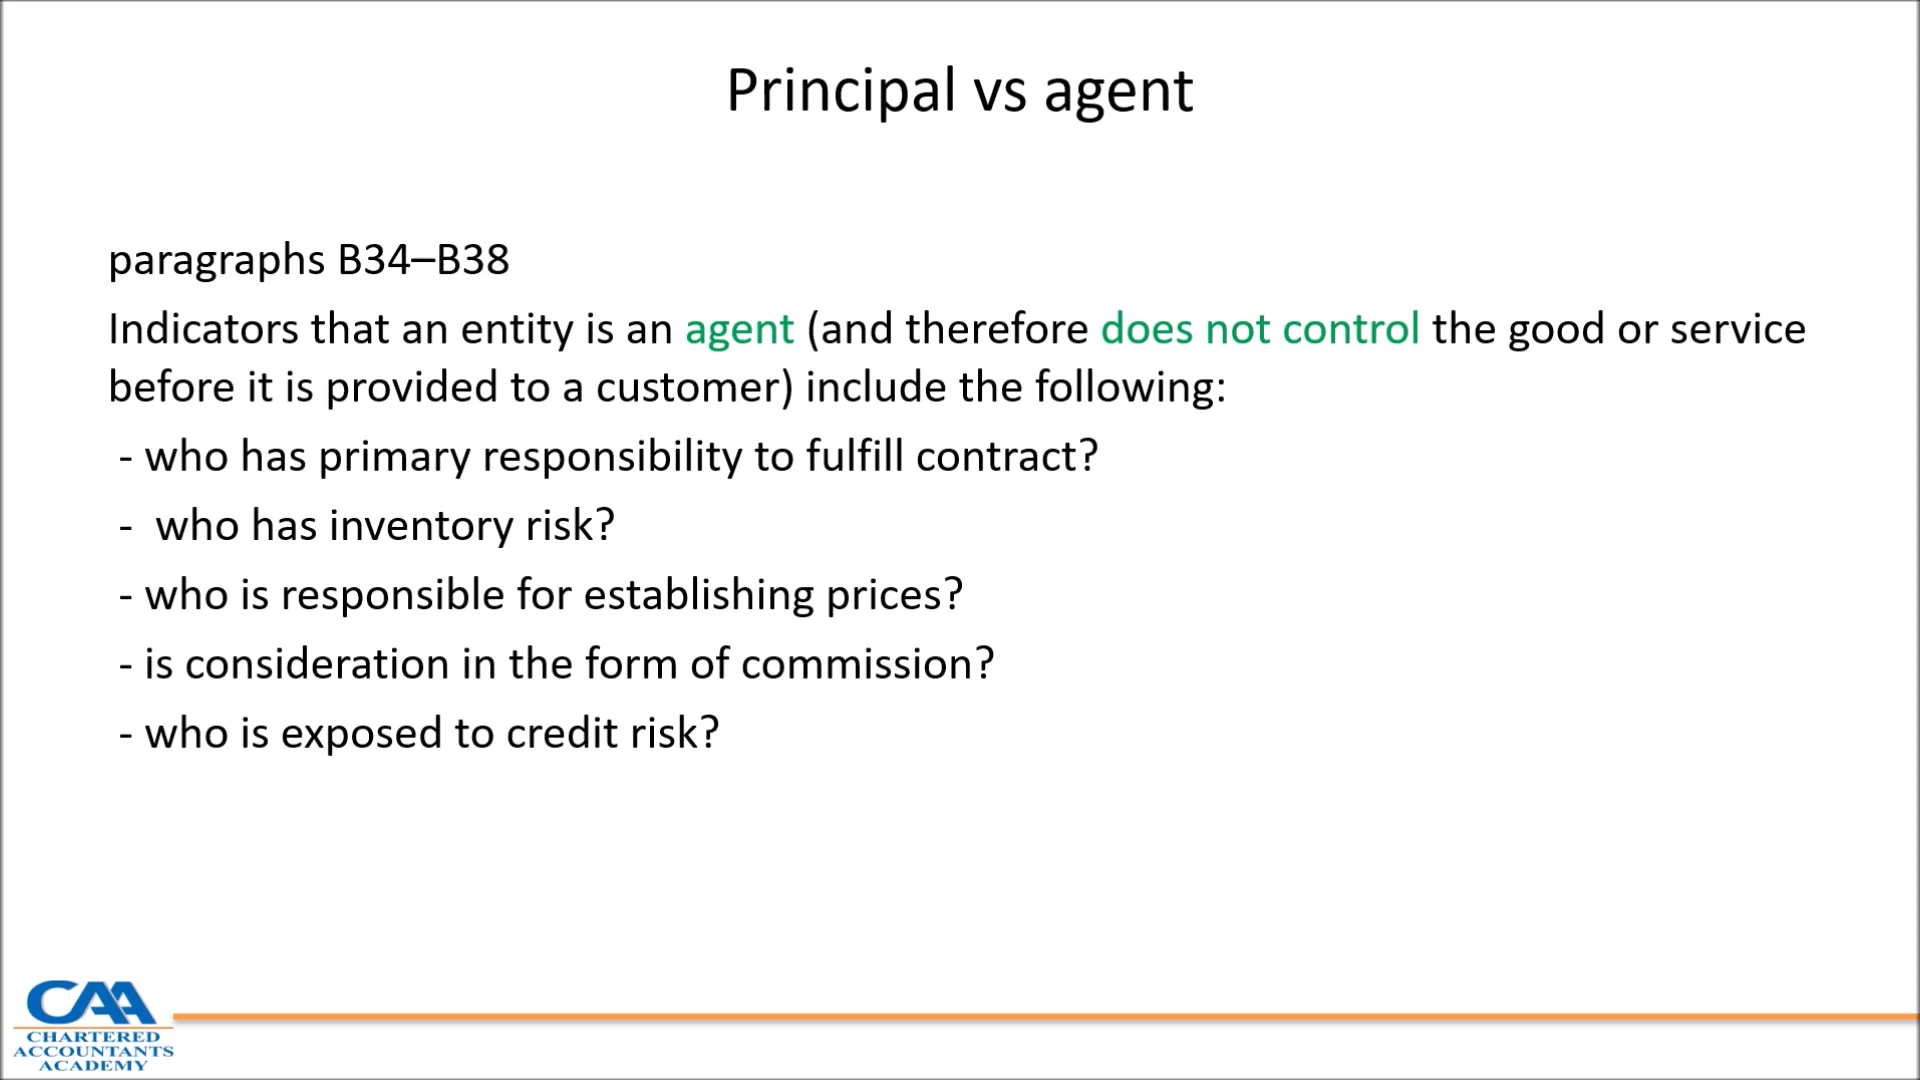 Principal vs agent
paragraphs B34–B38
Indicators that an entity is an agent (and therefore does not control the good or service
before it is provided to a customer) include the following:
- who has primary responsibility to fulfill contract?
- who has inventory risk?
- who is responsible for establishing prices?
- is consideration in the form of commission?
- who is exposed to credit risk?
CAA
CHARTERED
ACCOUNTANTS
ACADEMY